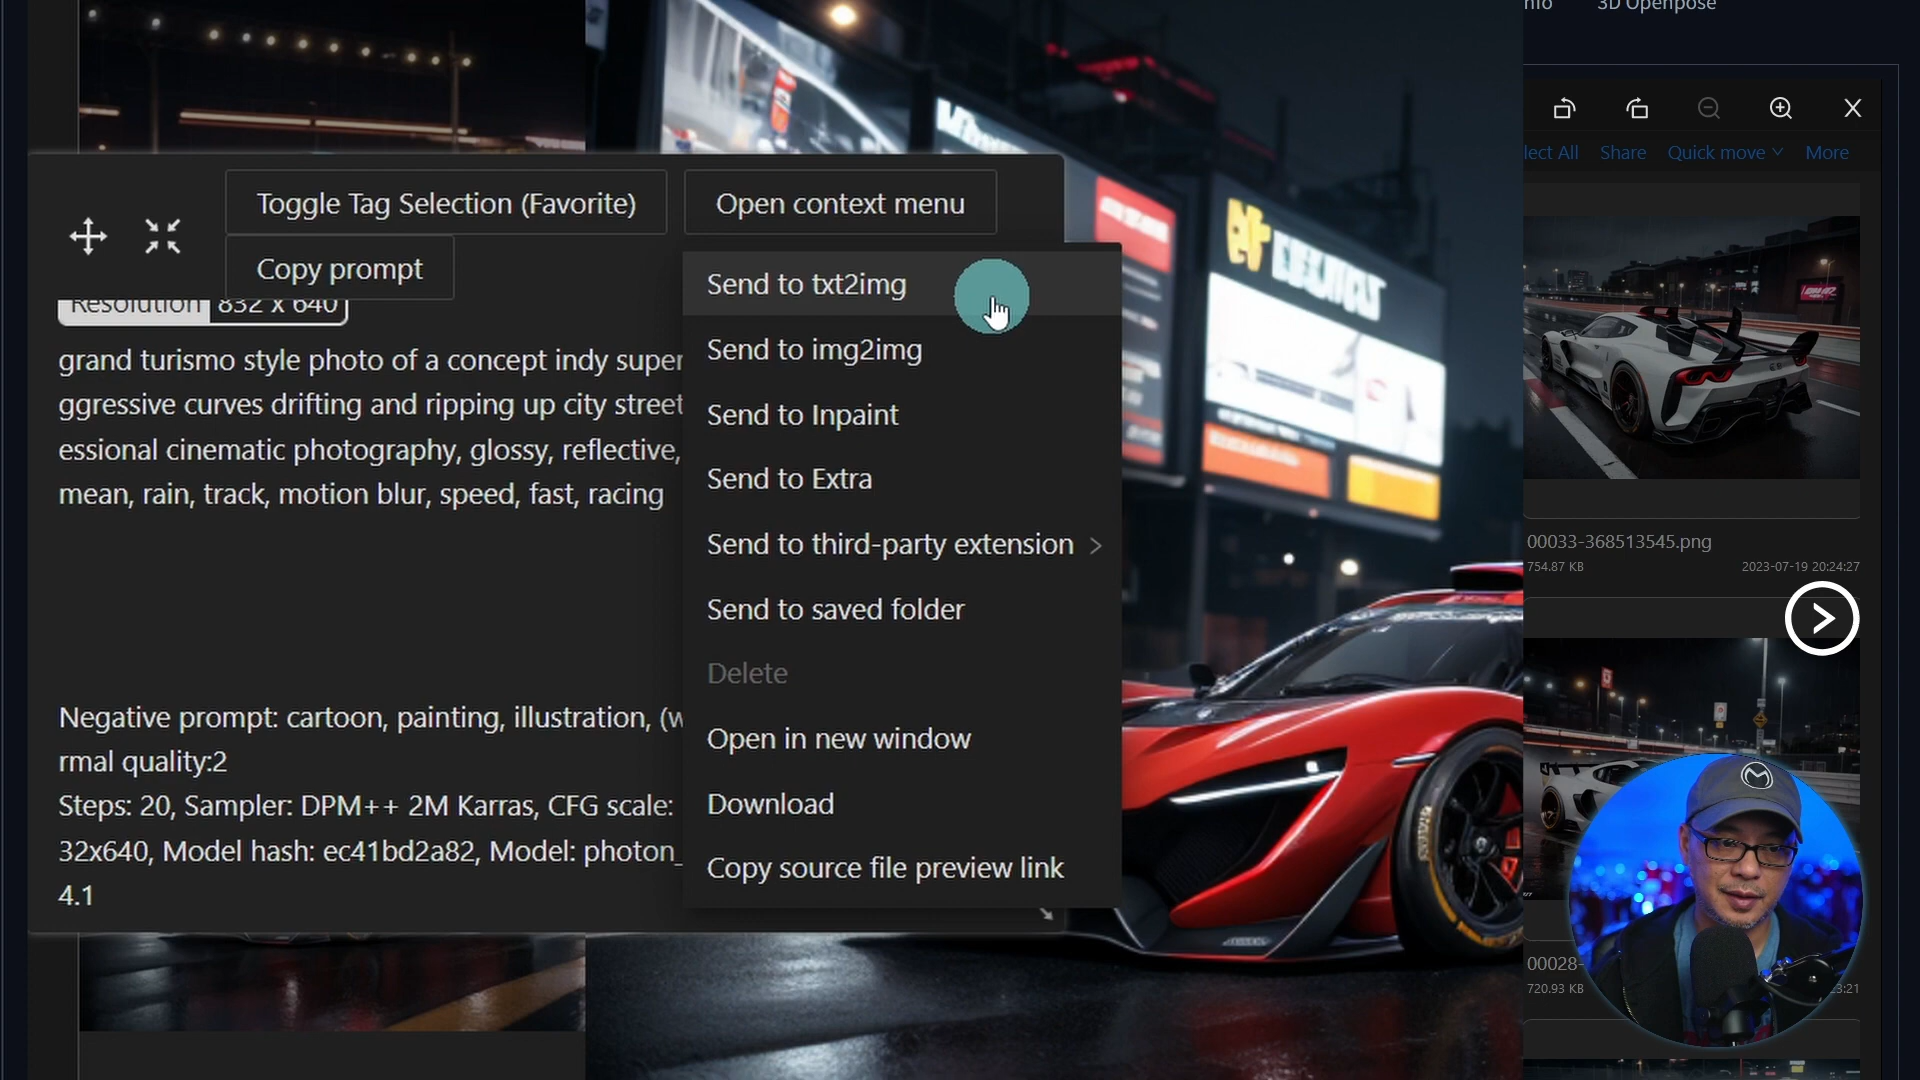 3D Openpose
Toggle Tag Selection (Favorite)
Open context menu
Copy prompt
Resolution 832 x 640
lect All
Share
Quick move
More
Send to txt2img
Send to img2img
Send to Inpaint
Send to Extra
Send to third-party extension
Send to saved folder
Delete
Open in new window
Download
Copy source file preview link
grand turismo style photo of a concept indy super
ggressive curves drifting and ripping up city street
essional cinematic photography, glossy, reflective,
mean, rain, track, motion blur, speed, fast, racing
Negative prompt: cartoon, painting, illustration, (w
rmal quality:2
Steps: 20, Sampler: DPM++ 2M Karras, CFG scale:
32x640, Model hash: ec41bd2a82, Model: photon_
4.1
00033-368513545.png
754.87 KB
2023-07-19 20:24:27
00028-
720.93 KB
3:21